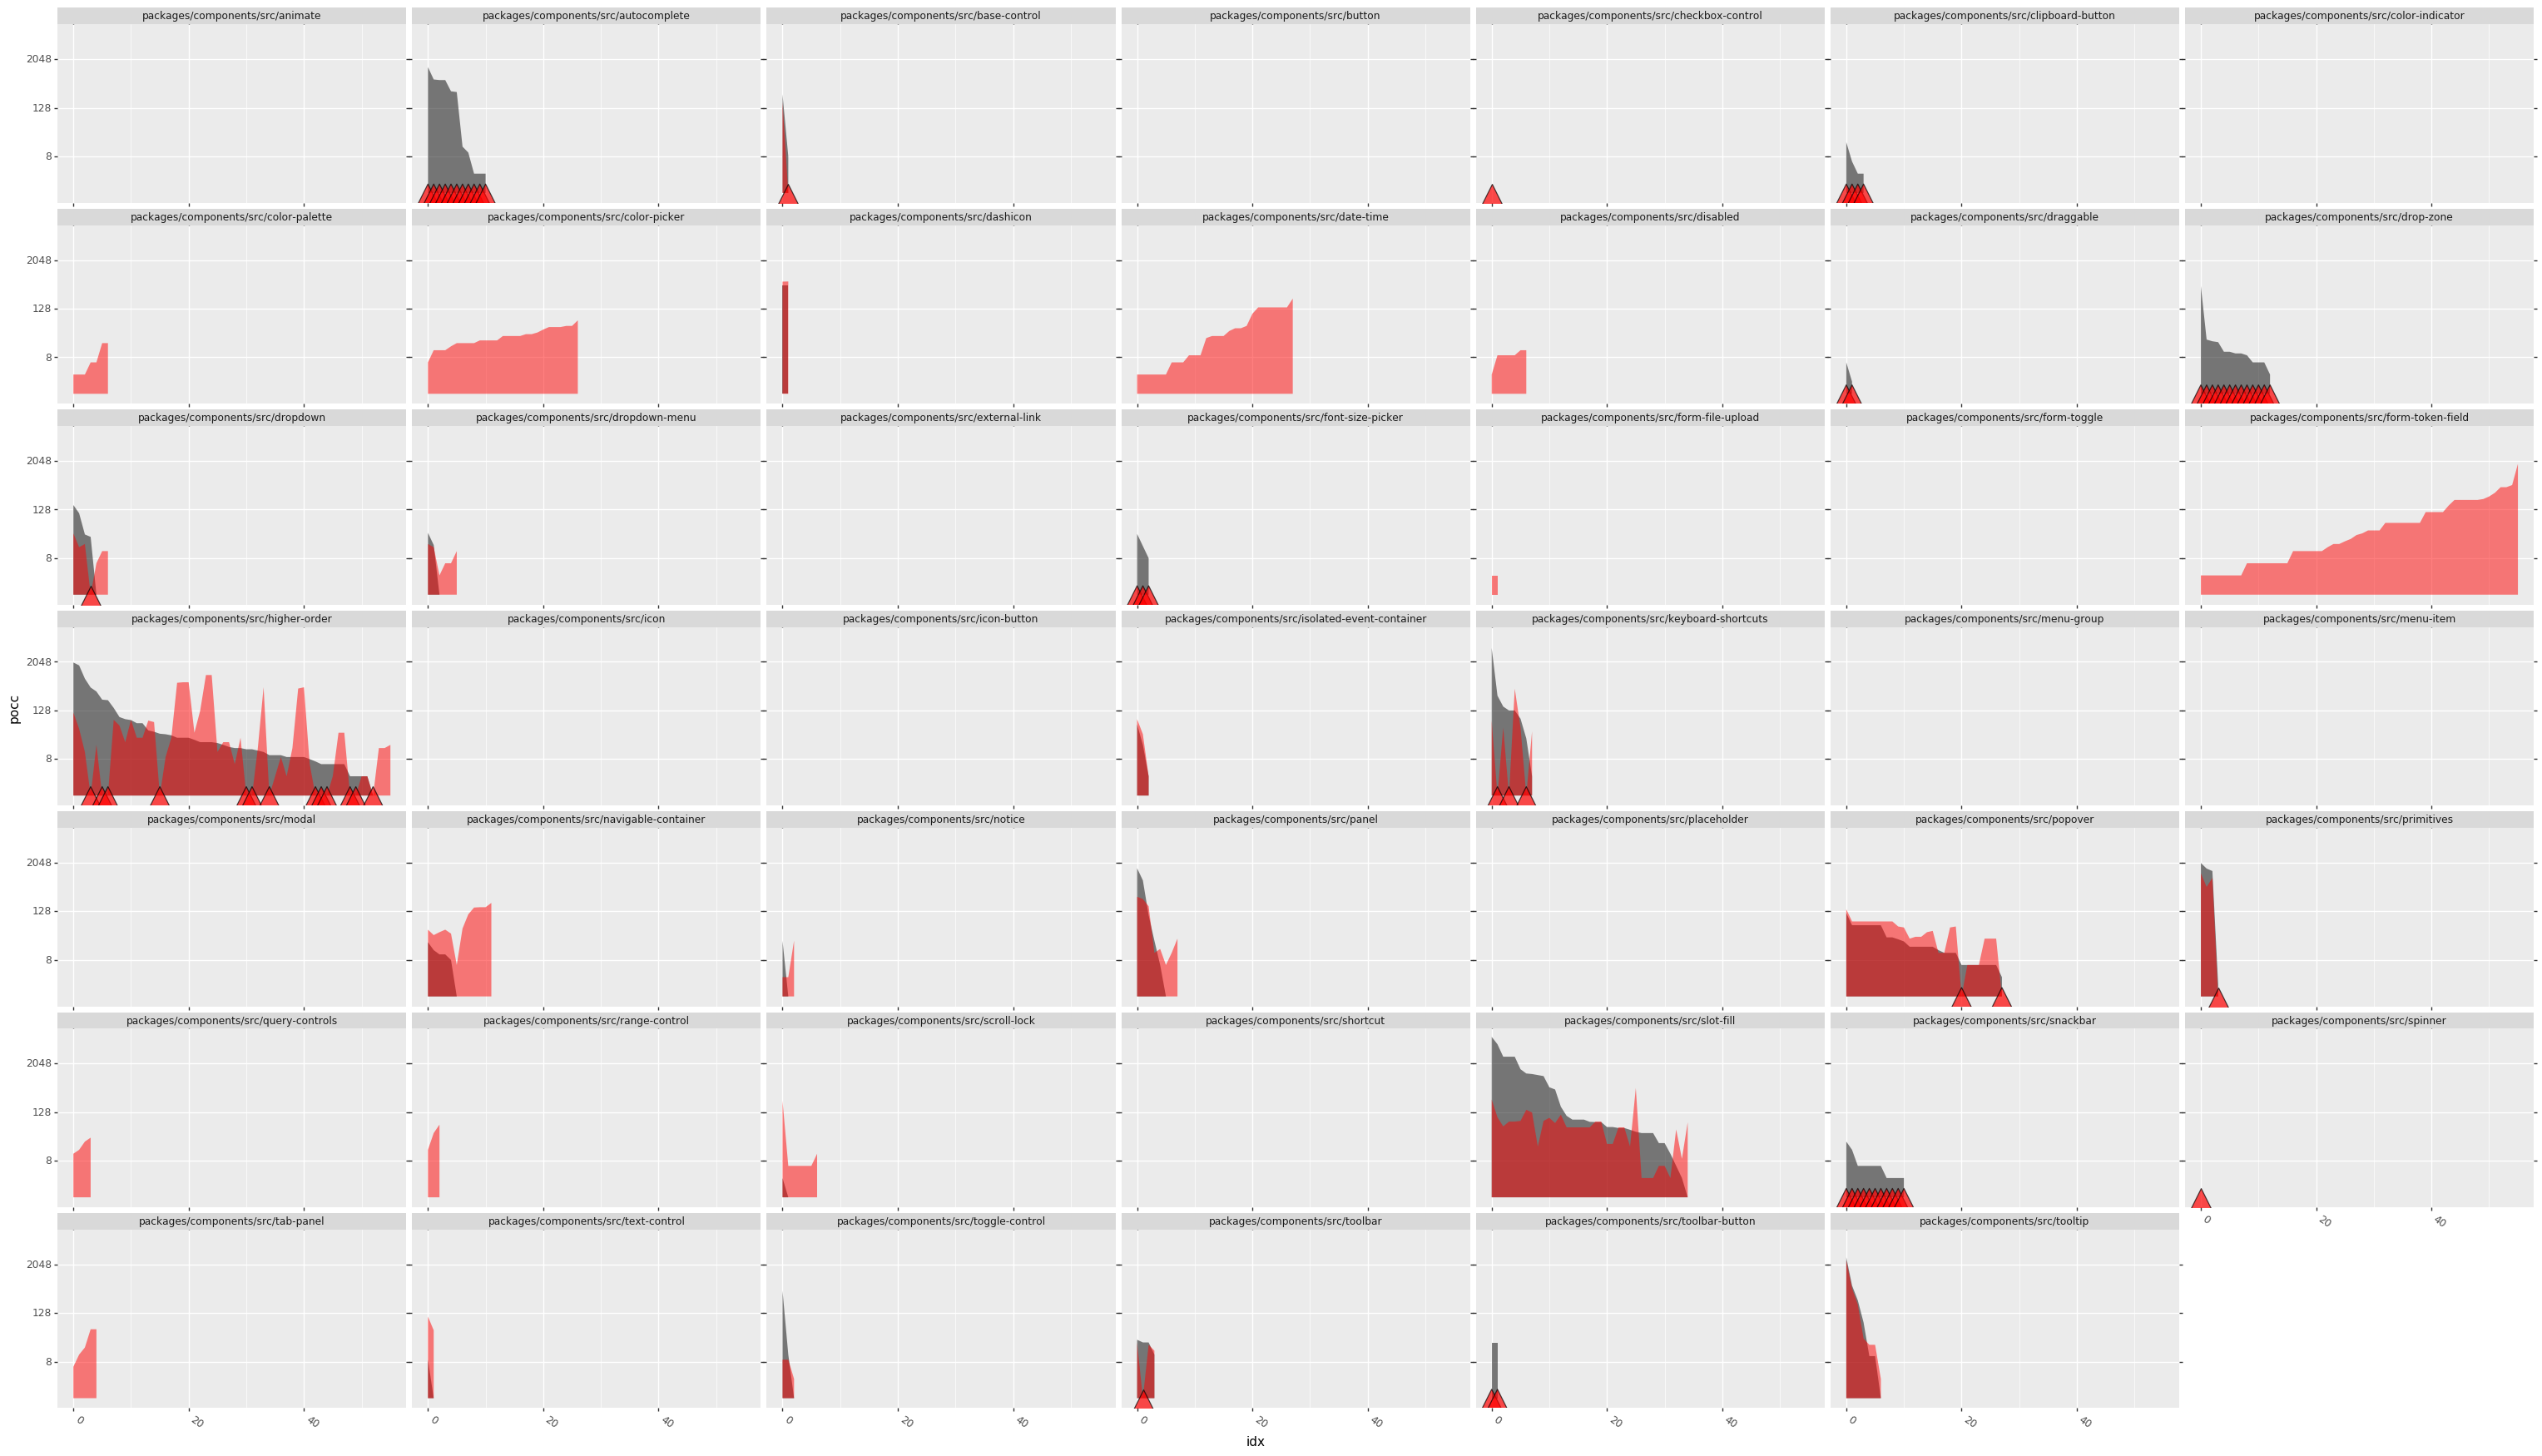 packages/components/src/animate packages/components/src/autocomplete packages/components/src/base-control packages/components/src/button packages/components/src/checkbox-control packages/components/src/clipboard-button packages/components/src/color-indicator
2048
128
8
packages/components/src/color-palette packages/components/src/color-picker packages/components/src/dashicon packages/components/src/date-time packages/components/src/disabled packages/components/src/draggable packages/components/src/drop-zone
2048
128
8
packages/components/src/dropdown packages/components/src/dropdown-menu packages/components/src/external-link packages/components/src/font-size-picker packages/components/src/form-file-upload packages/components/src/form-toggle packages/components/src/form-token-field
2048
128
8
packages/components/src/higher-order packages/components/src/icon packages/components/src/icon-button packages/components/src/isolated-event-container packages/components/src/keyboard-shortcuts packages/components/src/menu-group packages/components/src/menu-item
2048
pocc
128
8
packages/components/src/modal packages/components/src/navigable-container packages/components/src/notice packages/components/src/panel packages/components/src/placeholder packages/components/src/popover packages/components/src/primitives
2048
128
8
packages/components/src/query-controls packages/components/src/range-control packages/components/src/scroll-lock packages/components/src/shortcut packages/components/src/slot-fill packages/components/src/snackbar packages/components/src/spinner
2048
128
8
0 20 40
packages/components/src/tab-panel packages/components/src/text-control packages/components/src/toggle-control packages/components/src/toolbar packages/components/src/toolbar-button packages/components/src/tooltip
2048
128
8
0 20 40 0 20 40 0 20 40 0 20 40 0 20 40 0 20 40
idx